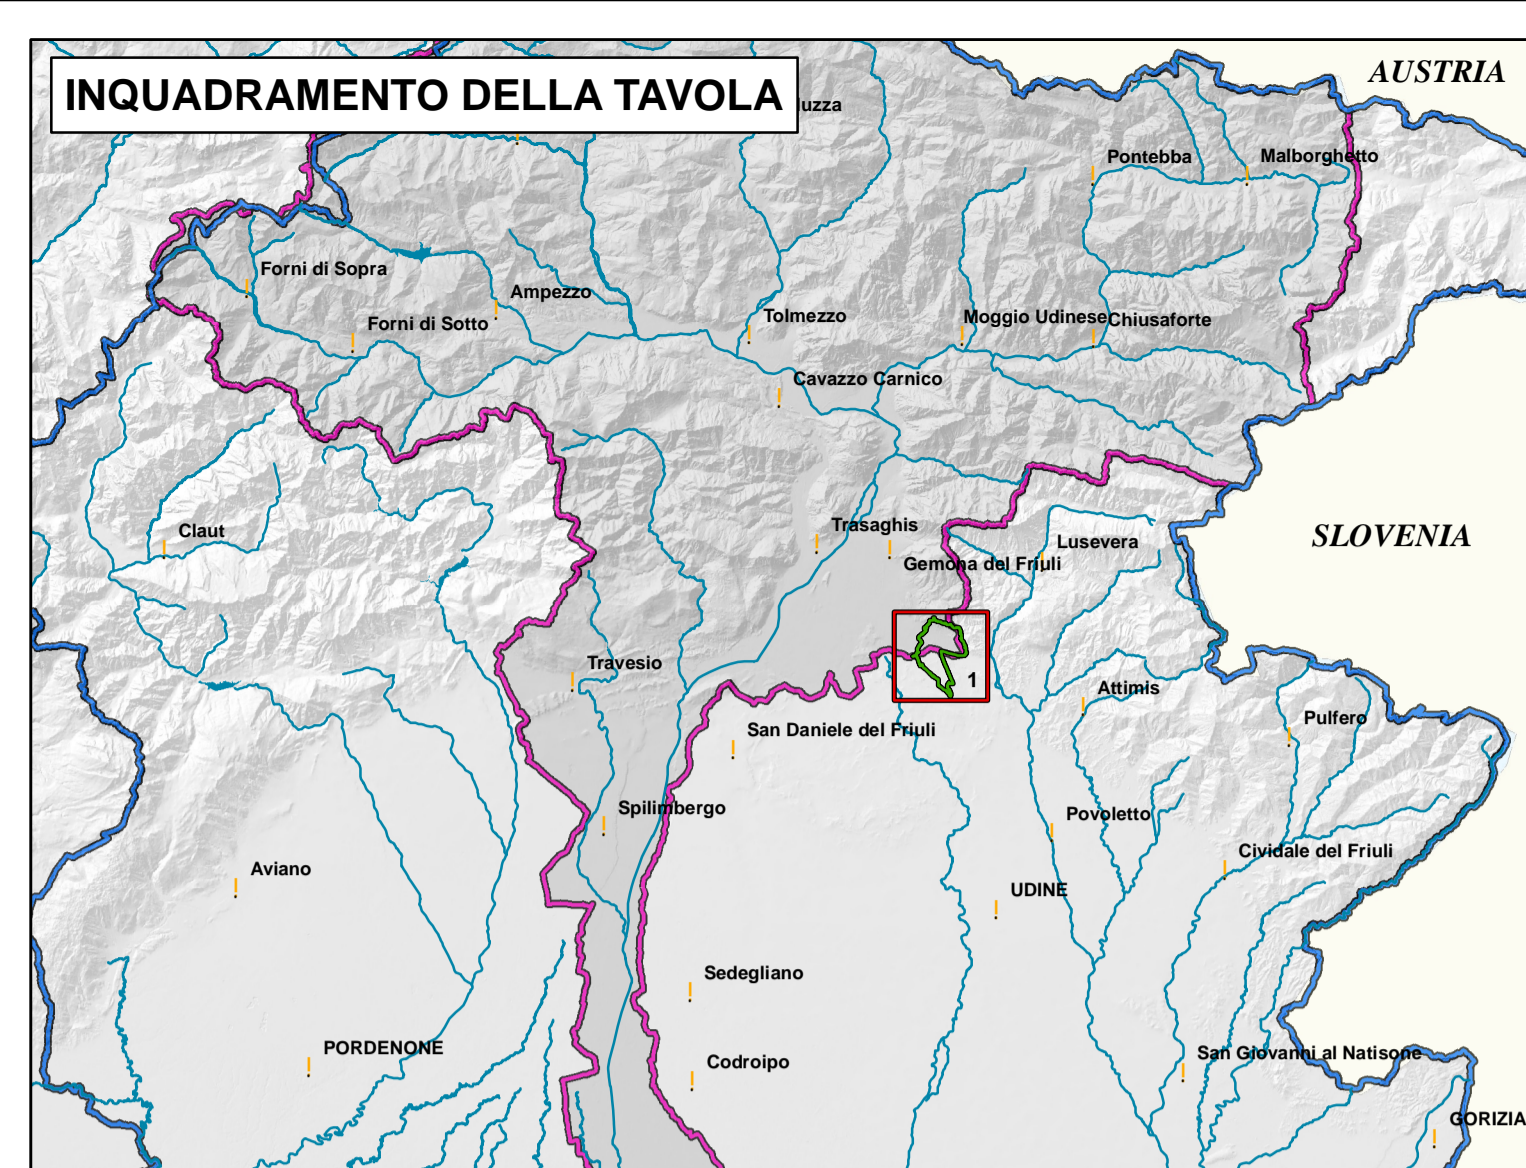 INQUADRAMENTO DELLA TAVOLA
AUSTRIA
luzza
Pontebba
Malborghetto
Forni di Sopra
Ampezzo
Forni di Sotto
Tolmezzo
Moggio Udinese
Chiusaforte
Cavazzo Carnico
Claut
Trasaghis
Lusevera
SLOVENIA
Gemona del Friuli
Travesio
1
Attimis
San Daniele del Friuli
Pulfero
Spilimbergo
Povoletto
Cividale del Friuli
Aviano
UDINE
Sedegliano
PORDENONE
Codroipo
San Giovanni al Natisone
GORIZIA